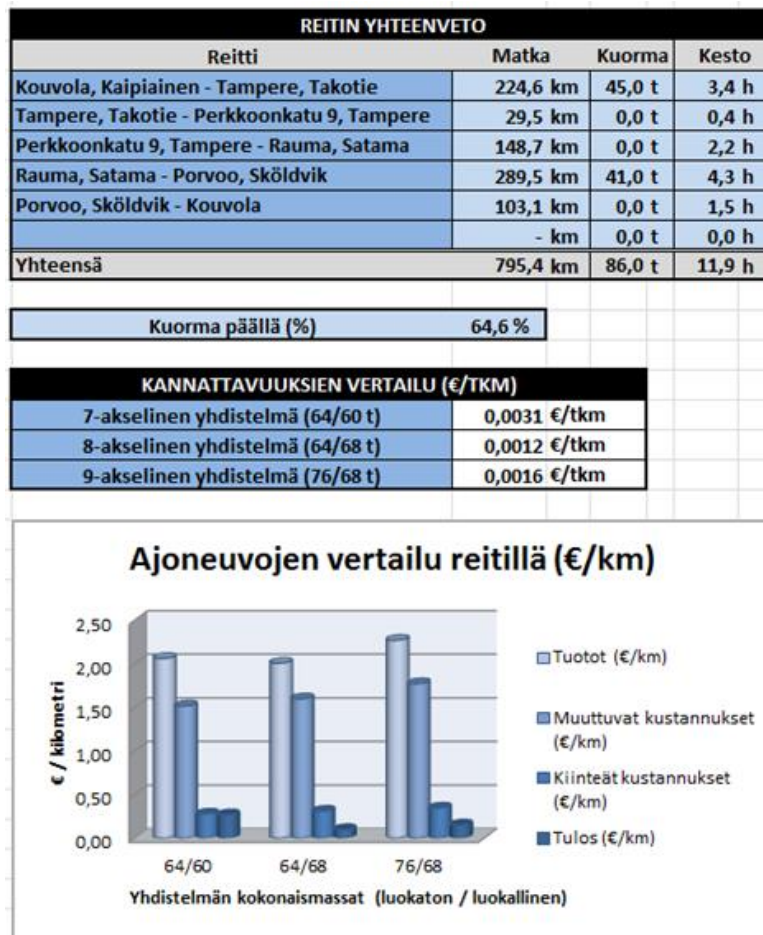 REITIN YHTEENVETO
Reitti Matka Kuorma Kesto
Kouvola, Kaipiainen - Tampere, Takotie 224,6 km 45,0 t 3,4 h
Tampere, Takotie - Perkkoonkatu 9, Tampere 29,5 km 0,0 t 0,4 h
Perkkoonkatu 9, Tampere - Rauma, Satama 148,7 km 0,0 t 2,2 h
Rauma, Satama - Porvoo, Sköldvik 289,5 km 41,0 t 4,3 h
Porvoo, Sköldvik - Kouvola 103,1 km 0,0 t 1,5 h
- km 0,0 t 0,0 h
Yhteensä 795,4 km 86,0 t 11,9 h
Kuorma päällä (%) 64,6 %
KANNATTAVUUKSIEN VERTAILU (€/TKM)
7-akselinen yhdistelmä (64/60 t) 0,0031 €/tkm
8-akselinen yhdistelmä (64/68 t) 0,0012 €/tkm
9-akselinen yhdistelmä (76/68 t) 0,0016 €/tkm
Ajoneuvojen vertailu reitillä (€/km)
2,50
2,00
1,50
1,00
0,50
0,00
€ / kilometri
64/60 64/68 76/68
Yhdistelmän kokonaismassat (luokaton / luokallinen)
Tuotot (€/km)
Muuttuvat kustannukset
(€/km)
Kiinteät kustannukset
(€/km)
Tulos (€/km)